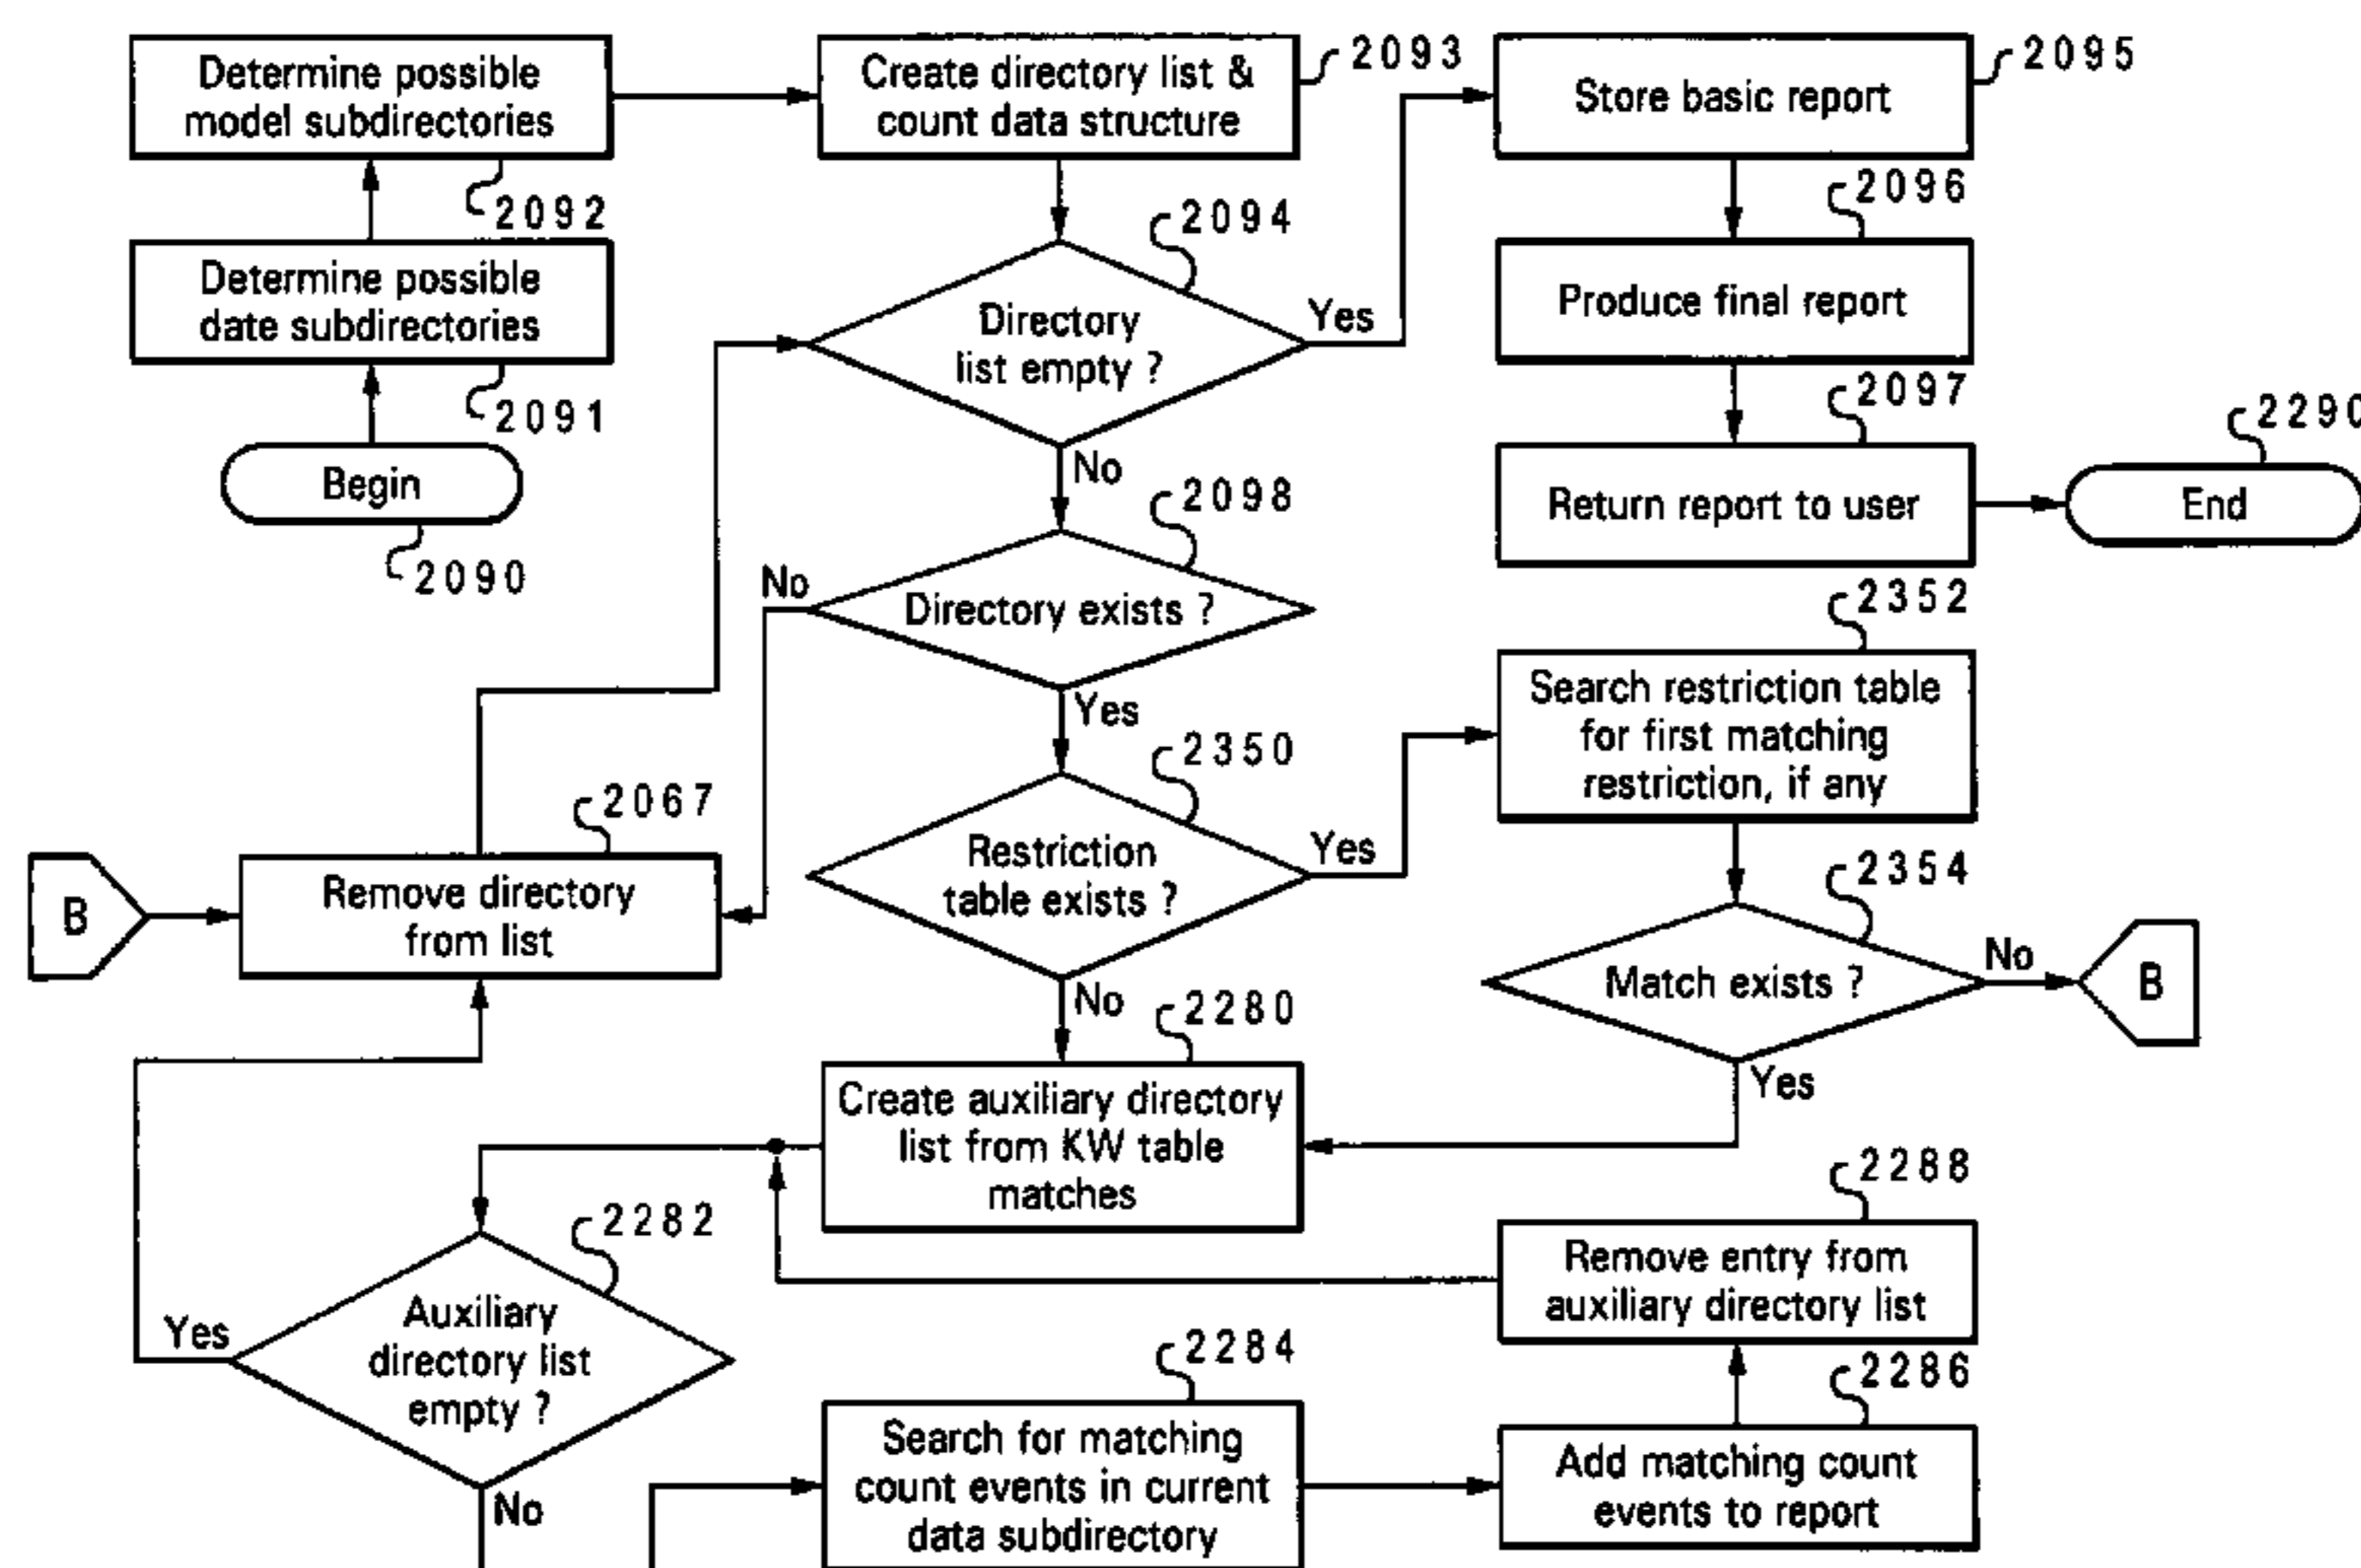 Determine possible
model subdirectories
2092
Determine possible
date subdirectories
2091
Begin
2090
Create directory list &
count data structure
2093
2094
Directory
list empty ?
Yes
No
Store basic report
2095
2096
Produce final report
2097
Return report to user
2290
End
2098
Directory exists ?
No
Yes
2350
Restriction
table exists ?
Yes
No
2352
Search restriction table
for first matching
restriction, if any
2354
Match exists ?
No
B
Yes
B
2067
Remove directory
from list
2280
Create auxiliary directory
list from KW table
matches
2282
Auxiliary
directory list
empty ?
Yes
No
2284
Search for matching
count events in current
data subdirectory
2286
Add matching count
events to report
2288
Remove entry from
auxiliary directory list